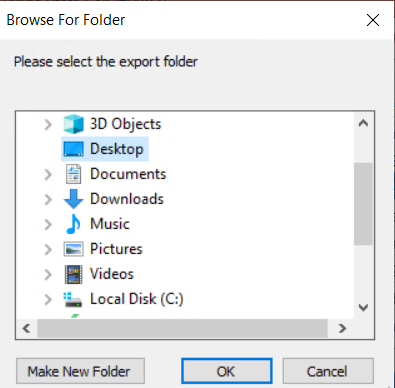 Browse For Folder
Please select the export folder
3D Objects
Desktop
Documents
Downloads
Music
Pictures
Videos
Local Disk (C:)
Make New Folder
OK
Cancel